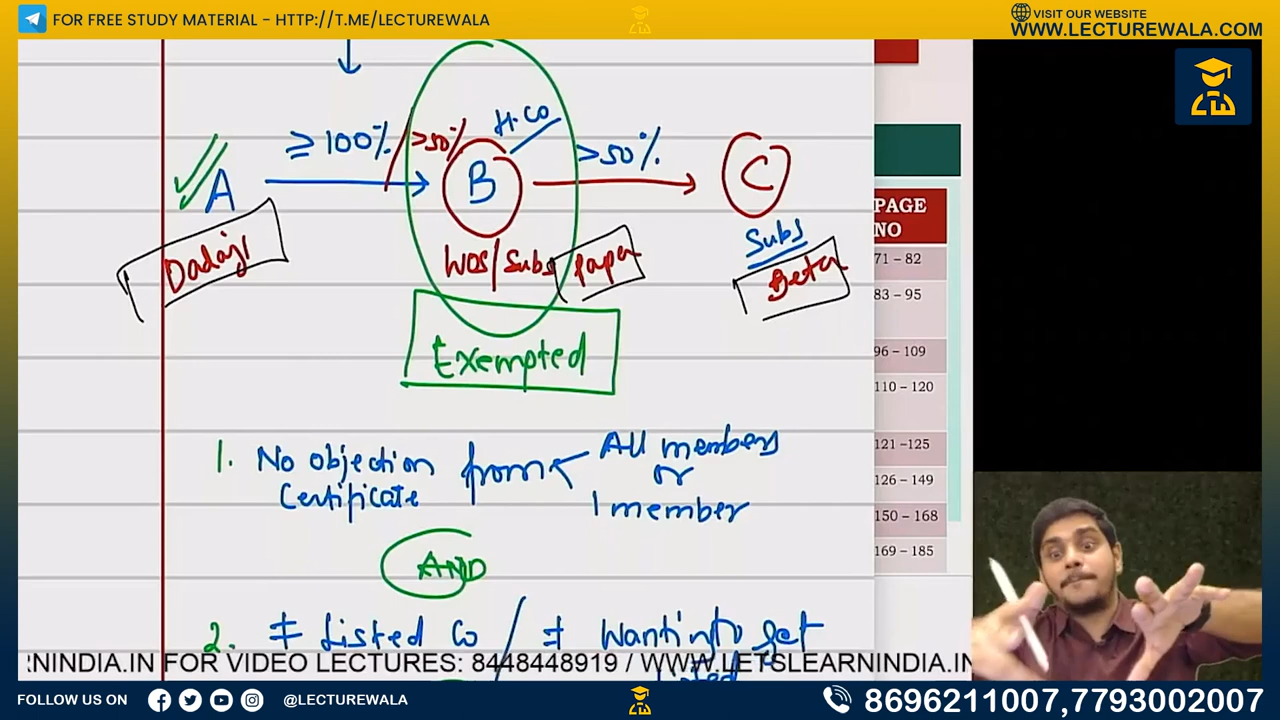 FOR FREE STUDY MATERIAL - HTTP://T.ME/LECTUREWALA
VISIT OUR WEBSITE
WWW.LECTUREWALA.COM
≥ 100% / >50%
H.CO
>50%
A
B
C
WOS/Subs
Papa
Subs
Dadaji
Beta
Exempted
1. No objection Certificate from
All members
or
1 member
AND
2. ≠ Listed Co / ≠ Wanting to get
PAGE
NO
71 – 82
83 – 95
96 – 109
110 – 120
121 –125
126 – 149
150 – 168
169 – 185
NINDIA.IN FOR VIDEO LECTURES: 8448448919 / WWW.LETSLEARNINDIA.IN
FOLLOW US ON
@LECTUREWALA
8696211007,7793002007